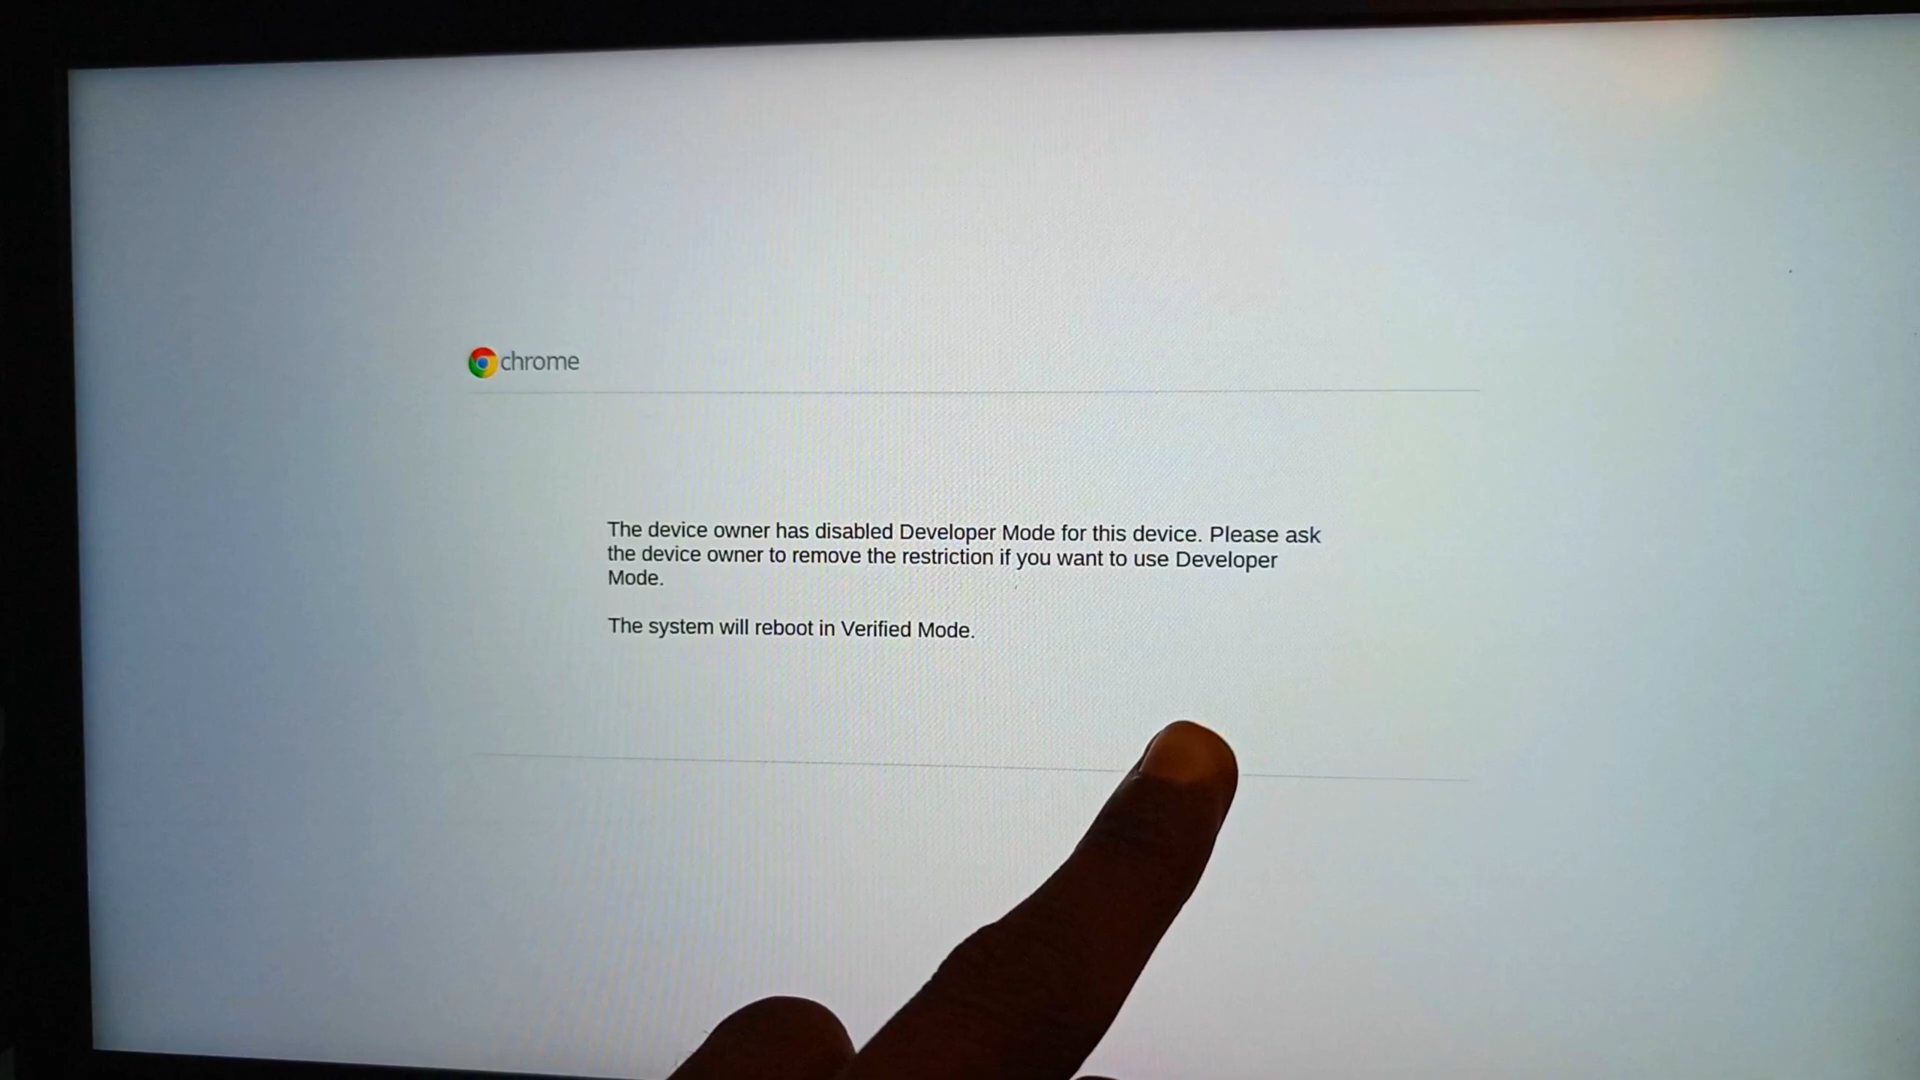 chrome
The device owner has disabled Developer Mode for this device. Please ask
the device owner to remove the restriction if you want to use Developer
Mode.
The system will reboot in Verified Mode.